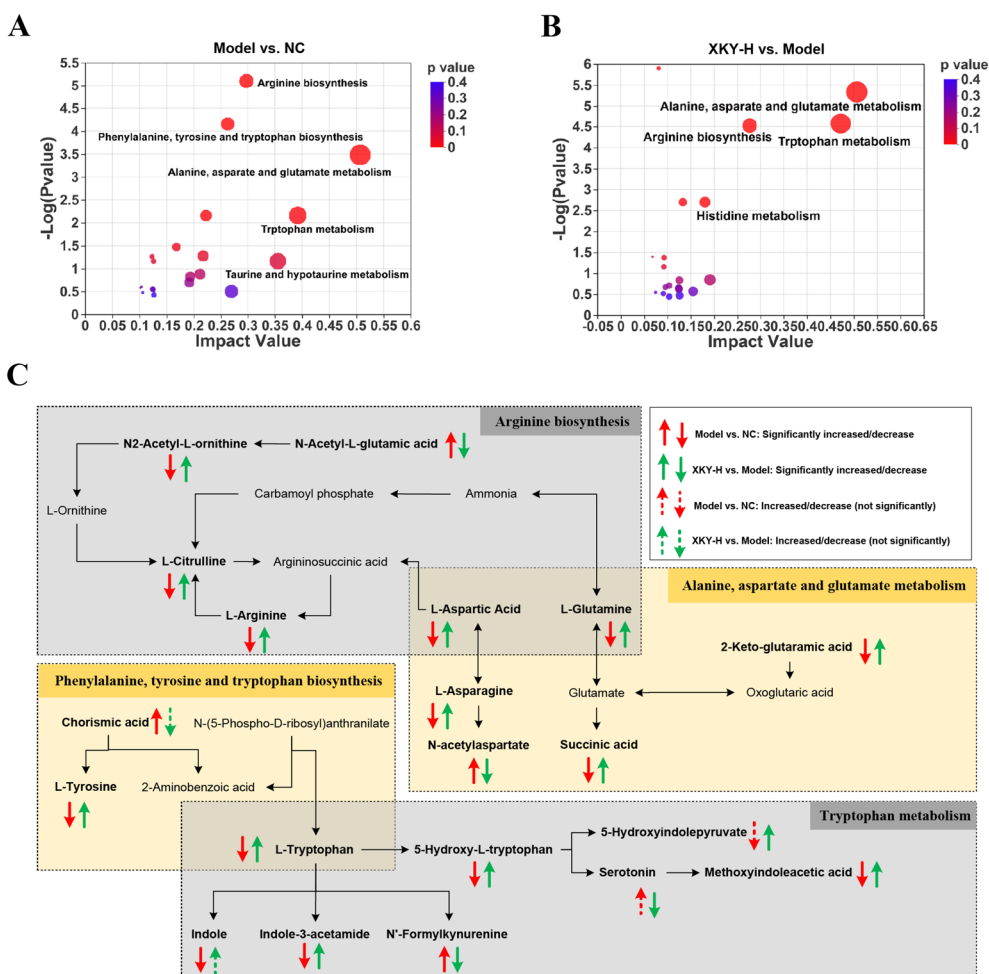 A
Model vs. NC
5.5
5
4.5
4
3.5
3
2.5
2
1.5
1
0.5
0
-Log(Pvalue)
Arginine biosynthesis
Phenylalanine, tyrosine and tryptophan biosynthesis
Alanine, asparate and glutamate metabolism
Trptophan metabolism
Taurine and hypotaurine metabolism
0 0.05 0.1 0.15 0.2 0.25 0.3 0.35 0.4 0.45 0.5 0.55 0.6
Impact Value
p value
0.4
0.3
0.2
0.1
0
B
XKY-H vs. Model
6
5.5
5
4.5
4
3.5
3
2.5
2
1.5
1
0.5
0
-Log(Pvalue)
Alanine, asparate and glutamate metabolism
Arginine biosynthesis
Trptophan metabolism
Histidine metabolism
-0.05 0 0.05 0.1 0.15 0.2 0.25 0.3 0.35 0.4 0.45 0.5 0.55 0.6 0.65
Impact Value
p value
0.4
0.3
0.2
0.1
0
C
Arginine biosynthesis
N2-Acetyl-L-ornithine
N-Acetyl-L-glutamic acid
Carbamoyl phosphate
Ammonia
L-Ornithine
L-Citrulline
Argininosuccinic acid
L-Arginine
L-Aspartic Acid
L-Glutamine
Model vs. NC: Significantly increased/decrease
XKY-H vs. Model: Significantly increased/decrease
Model vs. NC: Increased/decrease (not significantly)
XKY-H vs. Model: Increased/decrease (not significantly)
Alanine, aspartate and glutamate metabolism
2-Keto-glutaramic acid
L-Asparagine
Glutamate
Oxoglutaric acid
N-acetylaspartate
Succinic acid
Phenylalanine, tyrosine and tryptophan biosynthesis
Chorismic acid
N-(5-Phospho-D-ribosyl)anthranilate
L-Tyrosine
2-Aminobenzoic acid
Tryptophan metabolism
L-Tryptophan
5-Hydroxy-L-tryptophan
5-Hydroxyindolepyruvate
Serotonin
Methoxyindoleacetic acid
Indole
Indole-3-acetamide
N'-Formylkynurenine